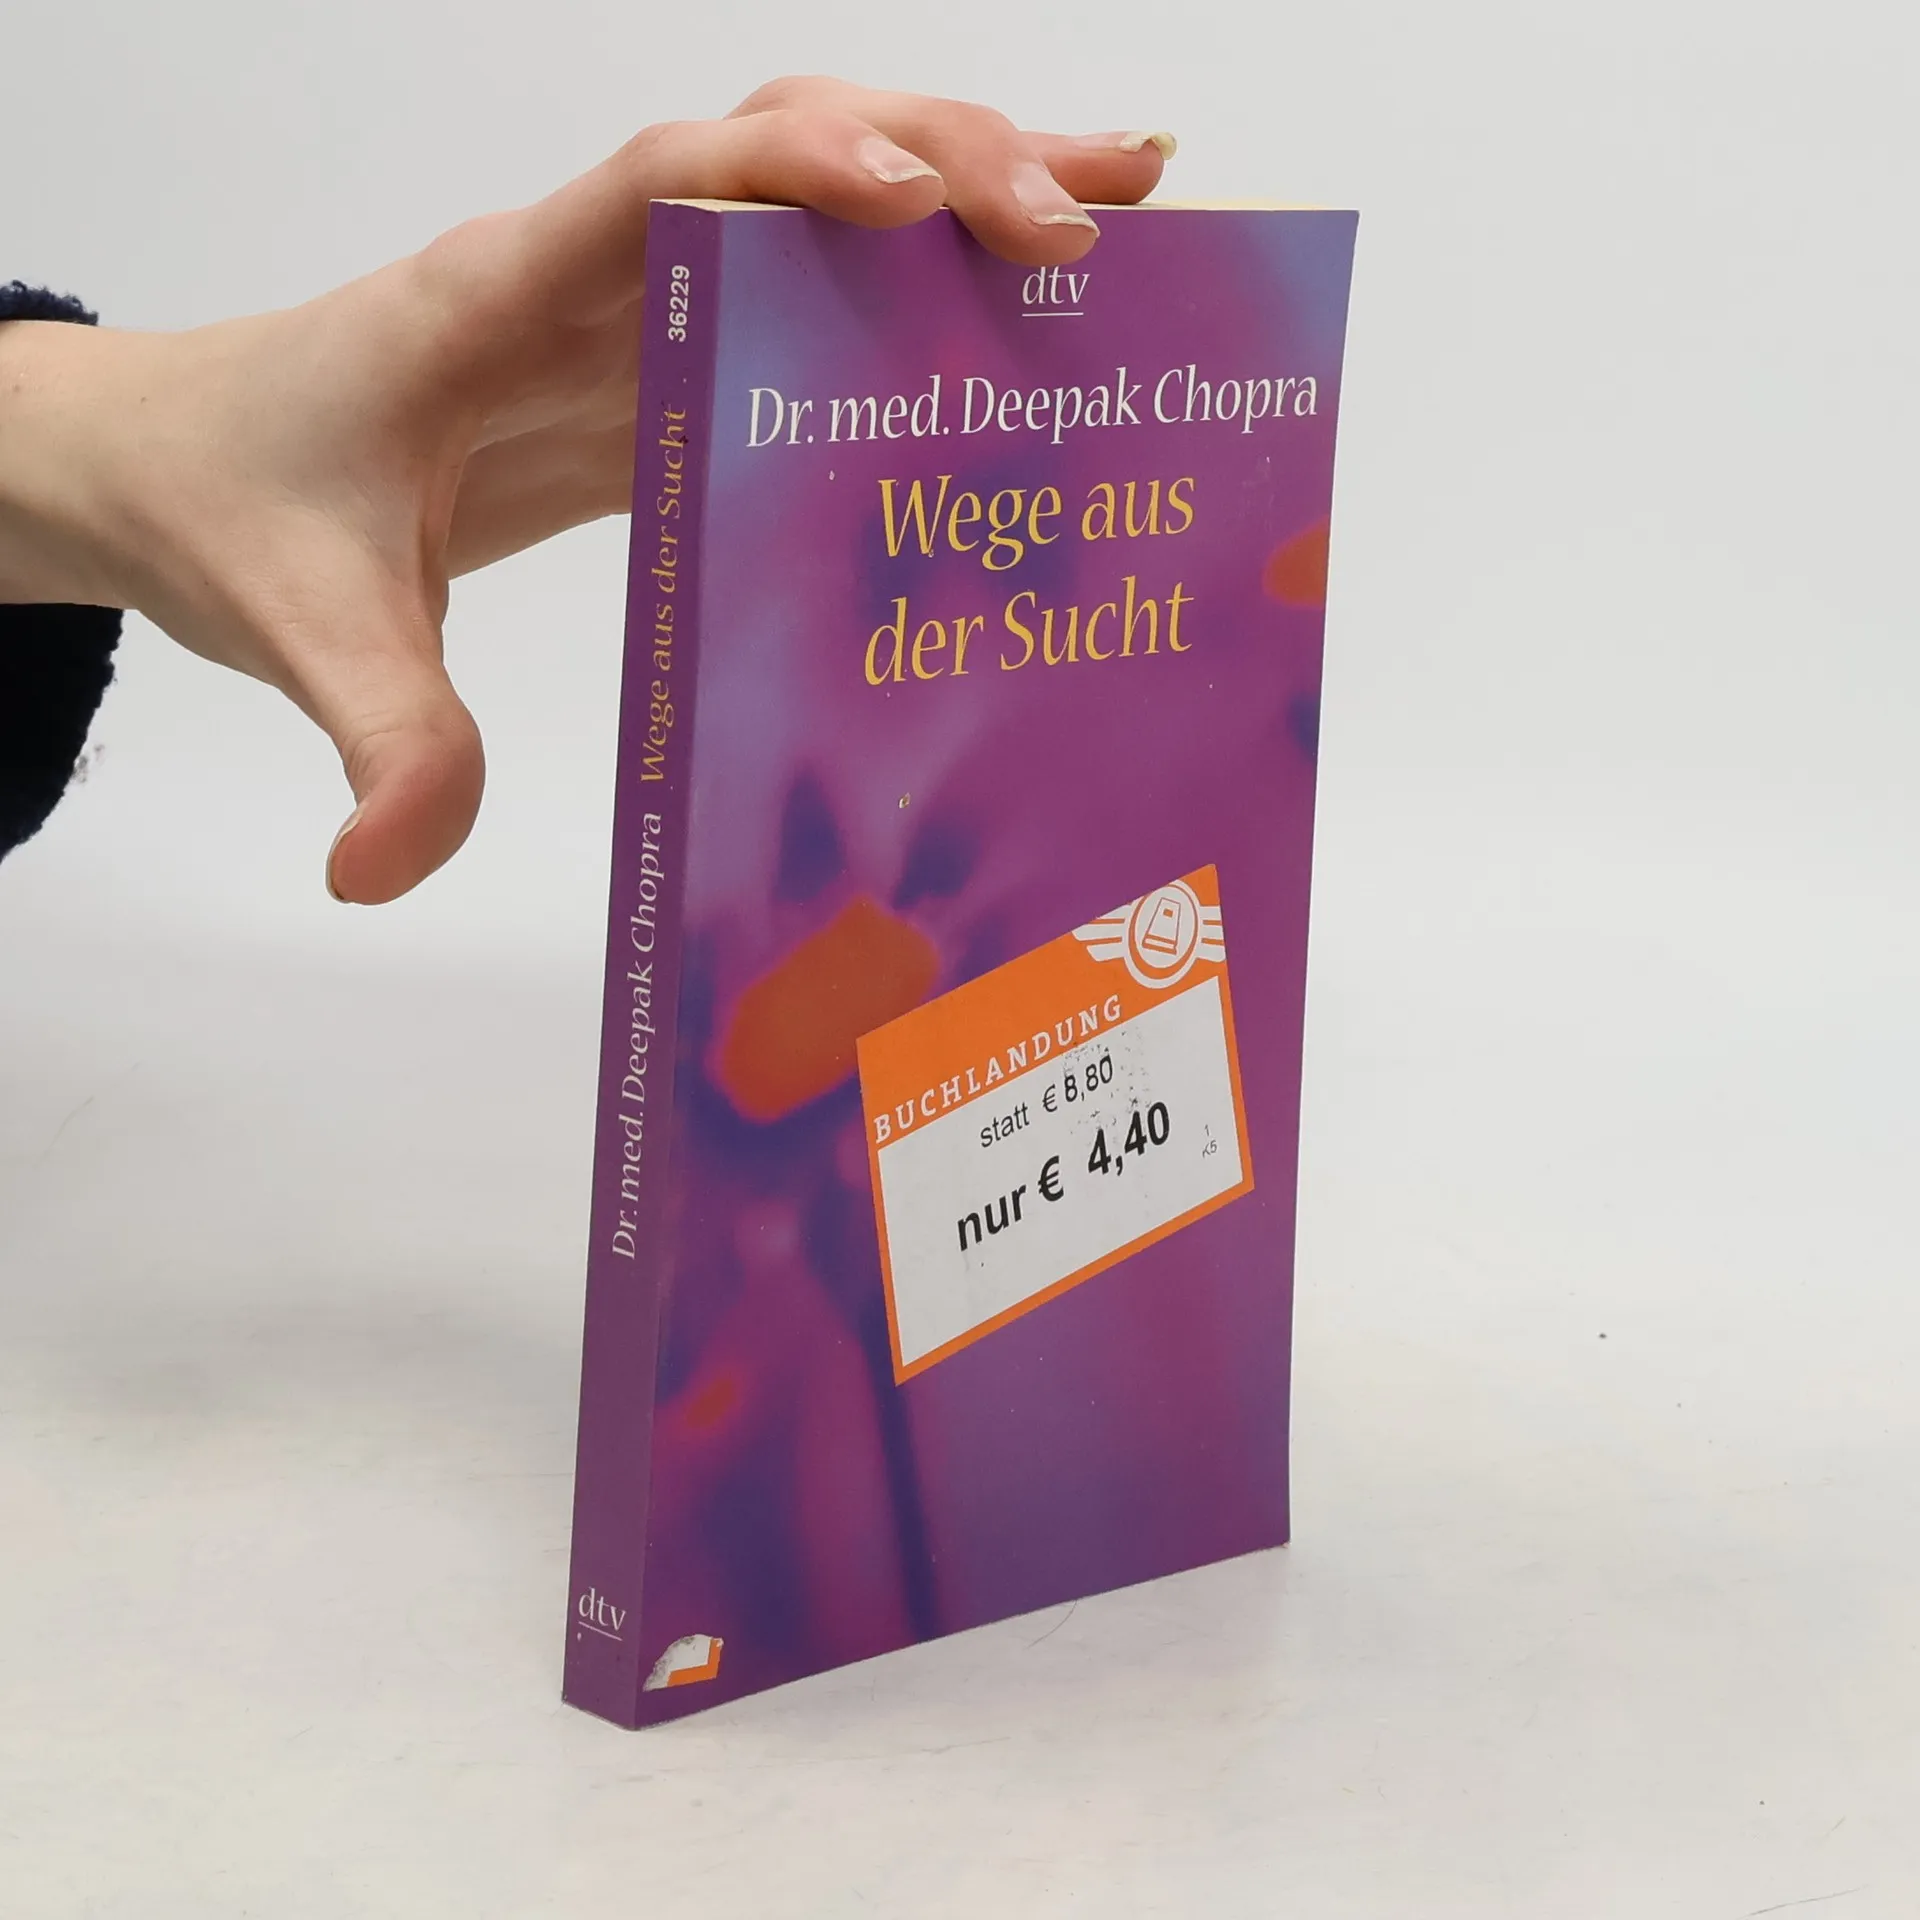 dtv
Dr. med. Deepak Chopra
Wege aus
der Sucht
BUCHLANDUNG
statt € 8,80
nur € 4,40
1
K5
Dr. med. Deepak Chopra Wege aus der Sucht . 36229
dtv